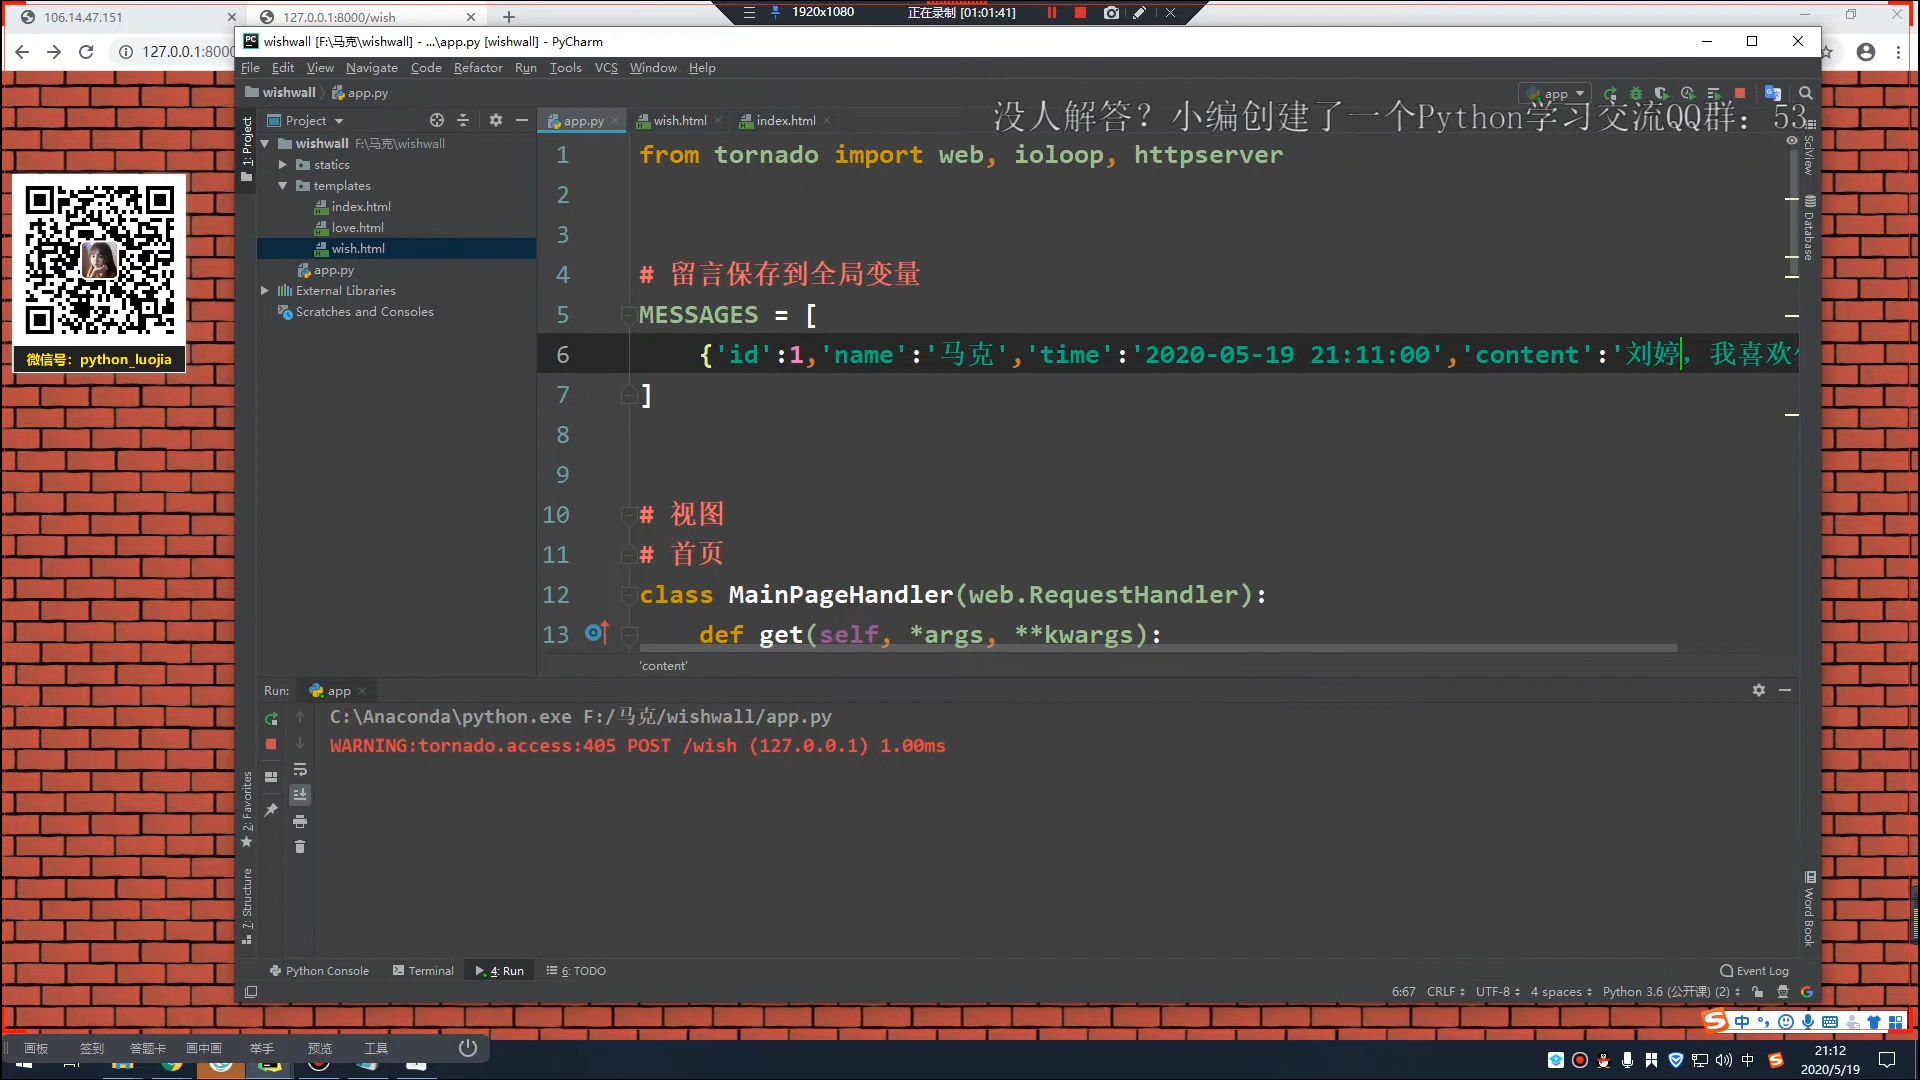 106.14.47.151
127.0.0.1:8000/wish
1920x1080
正在录制 [01:01:41]
127.0.0.1:8000
wishwall [F:\马克\wishwall] - ...\app.py [wishwall] - PyCharm
File Edit View Navigate Code Refactor Run Tools VCS Window Help
wishwall app.py
app
没人解答？小编创建了一个Python学习交流QQ群：53
1: Project
Project
app.py
wish.html
index.html
wishwall F:\马克\wishwall
statics
templates
index.html
love.html
wish.html
app.py
External Libraries
Scratches and Consoles
微信号：python_luojia
1 from tornado import web, ioloop, httpserver
2
3
4 # 留言保存到全局变量
5 MESSAGES = [
6 {'id':1,'name':'马克','time':'2020-05-19 21:11:00','content':'刘婷，我喜欢
7 ]
8
9
10 # 视图
11 # 首页
12 class MainPageHandler(web.RequestHandler):
13 def get(self, *args, **kwargs):
'content'
SciView
Database
Word Book
Run: app
C:\Anaconda\python.exe F:/马克/wishwall/app.py
WARNING:tornado.access:405 POST /wish (127.0.0.1) 1.00ms
2: Favorites
7: Structure
Python Console Terminal 4: Run 6: TODO
Event Log
6:67 CRLF UTF-8 4 spaces Python 3.6 (公开课) (2)
中
画板 签到 答题卡 画中画 举手 预览 工具
中
21:12
2020/5/19